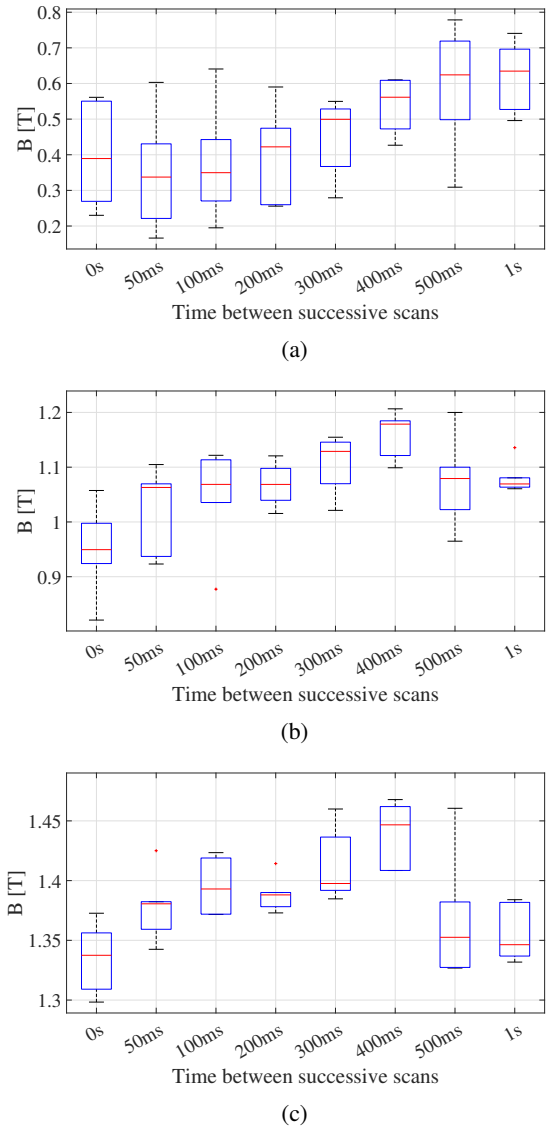 0.8
0.7
0.6
0.5
0.4
0.3
0.2
B [T]
0s
50ms
100ms
200ms
300ms
400ms
500ms
1s
Time between successive scans
(a)
1.2
1.1
1
0.9
B [T]
0s
50ms
100ms
200ms
300ms
400ms
500ms
1s
Time between successive scans
(b)
1.45
1.4
1.35
1.3
B [T]
0s
50ms
100ms
200ms
300ms
400ms
500ms
1s
Time between successive scans
(c)